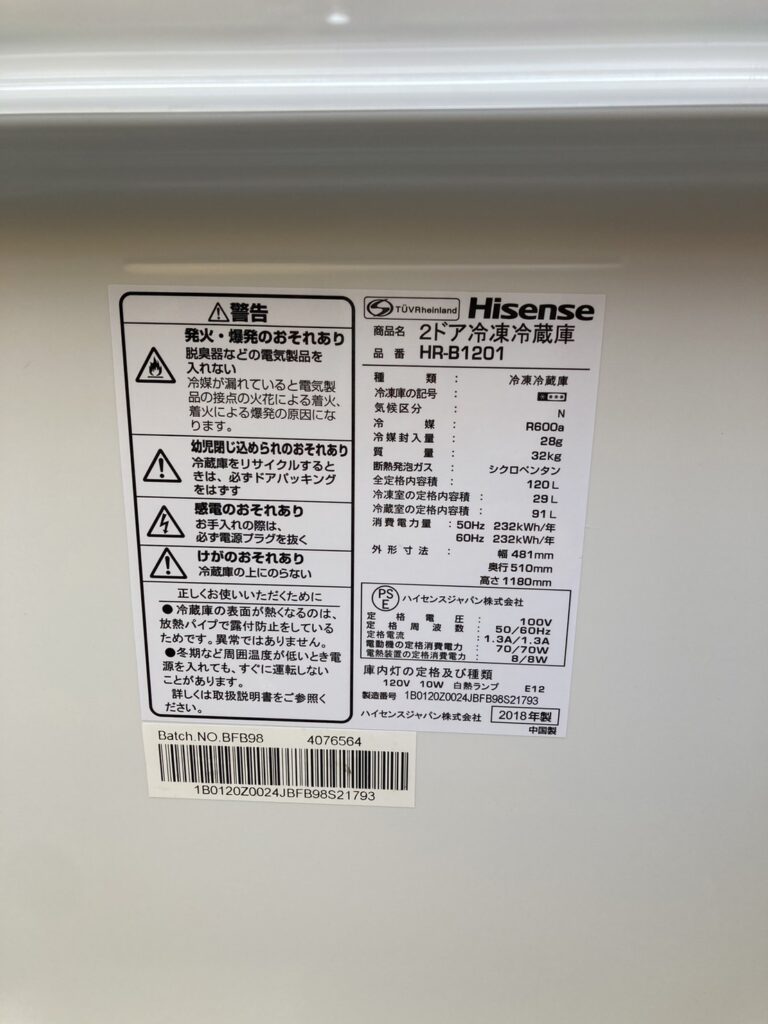 ⚠警告
発火・爆発のおそれあり
脱臭器などの電気製品を
入れない
冷媒が漏れていると電気製
品の接点の火花による着火、
着火による爆発の原因にな
ります。
幼児閉じ込められのおそれあり
冷蔵庫をリサイクルすると
きは、必ずドアパッキング
をはずす
感電のおそれあり
お手入れの際は、
必ず電源プラグを抜く
けがのおそれあり
冷蔵庫の上にのらない
正しくお使いいただくために
●冷蔵庫の表面が熱くなるのは、
放熱パイプで露付防止をしている
ためです。異常ではありません。
●冬期など周囲温度が低いとき電
源を入れても、すぐに運転しない
ことがあります。
詳しくは取扱説明書をご参照く
ださい。
TÜVRheinland Hisense
商品名 2ドア冷凍冷蔵庫
品番 HR-B1201
種類 : 冷凍冷蔵庫
冷凍庫の記号 :
気候区分 : N
冷媒 : R600a
冷媒封入量 : 28g
質量 : 32kg
断熱発泡ガス : シクロペンタン
全定格内容積 : 120L
冷凍室の定格内容積 : 29L
冷蔵室の定格内容積 : 91L
消費電力量 : 50Hz 232kWh/年
60Hz 232kWh/年
外形寸法 : 幅 481mm
奥行 510mm
高さ 1180mm
PSE ハイセンスジャパン株式会社
定格電圧 : 100V
定格周波数 : 50/60Hz
定格電流 : 1.3A/1.3A
電動機の定格消費電力 : 70/70W
電熱装置の定格消費電力 : 8/8W
庫内灯の定格及び種類
120V 10W 白熱ランプ E12
製造番号 1B0120Z0024JBFB98S21793
ハイセンスジャパン株式会社 2018年製
中国製
Batch.NO.BFB98 4076564
1B0120Z0024JBFB98S21793